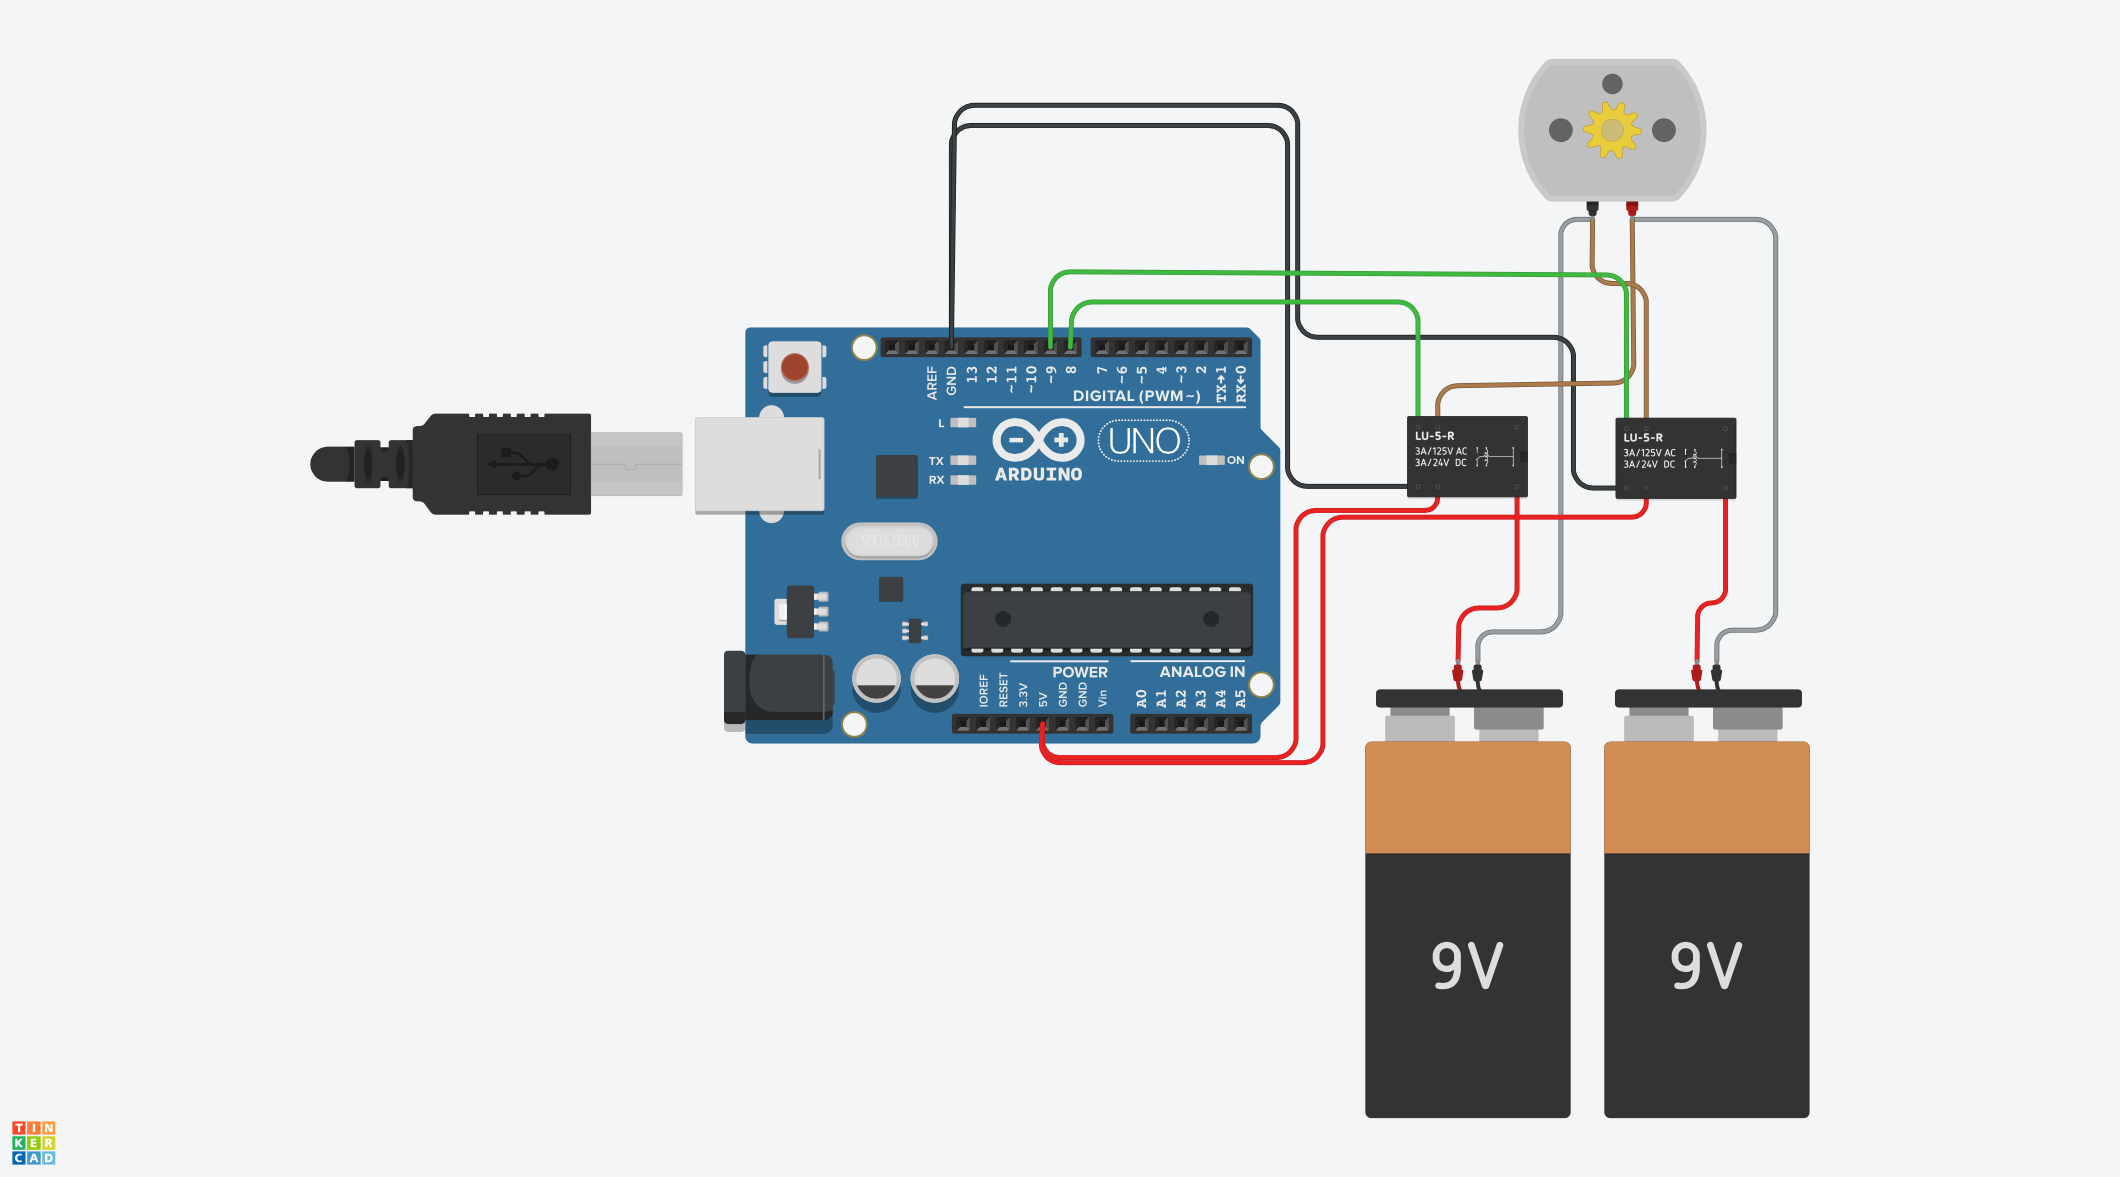 AREF
GND
13
12
~11
~10
~9
8
7
~6
~5
4
~3
2
TX→1
RX←0
DIGITAL (PWM~)
L
TX
RX
ARDUINO
UNO
ON
LU-5-R
3A/125V AC
3A/24V DC
LU-5-R
3A/125V AC
3A/24V DC
SPK16.000G
POWER
ANALOG IN
IOREF
RESET
3.3V
5V
GND
GND
Vin
A0
A1
A2
A3
A4
A5
9V
9V
TIN
KER
CAD